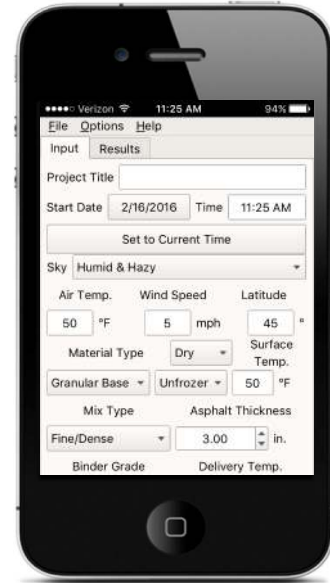 Verizon 11:25 AM 94%
File Options Help
Input Results
Project Title
Start Date 2/16/2016 Time 11:25 AM
Set to Current Time
Sky Humid & Hazy
Air Temp. Wind Speed Latitude
50 °F 5 mph 45 °
Material Type Dry Surface Temp.
Granular Base Unfrozer 50 °F
Mix Type Asphalt Thickness
Fine/Dense 3.00 in.
Binder Grade Delivery Temp.